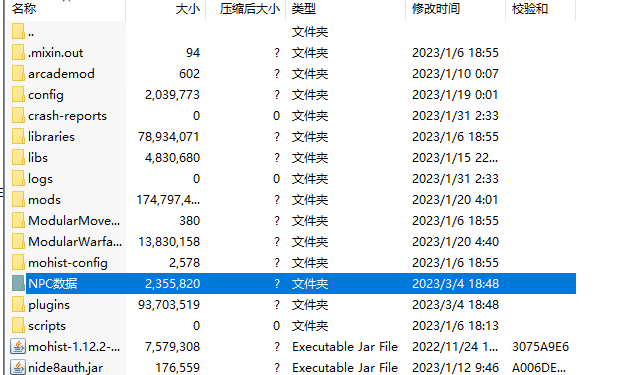 名称 大小 压缩后大小 类型 修改时间 校验和
.. 文件夹
.mixin.out 94 ? 文件夹 2023/1/6 18:55
arcademod 602 ? 文件夹 2023/1/10 0:07
config 2,039,773 ? 文件夹 2023/1/19 0:01
crash-reports 0 0 文件夹 2023/1/31 2:33
libraries 78,934,071 ? 文件夹 2023/1/6 18:55
libs 4,830,680 ? 文件夹 2023/1/15 22...
logs 0 0 文件夹 2023/1/31 2:33
mods 174,797,4... ? 文件夹 2023/1/20 4:01
ModularMove... 380 ? 文件夹 2023/1/6 18:55
ModularWarfa... 13,830,158 ? 文件夹 2023/1/20 4:40
mohist-config 2,578 ? 文件夹 2023/1/6 18:55
NPC数据 2,355,820 ? 文件夹 2023/3/4 18:48
plugins 93,703,519 ? 文件夹 2023/3/4 18:48
scripts 0 0 文件夹 2023/1/6 18:13
mohist-1.12.2-... 7,579,308 ? Executable Jar File 2022/11/24 1... 3075A9E6
nide8auth.jar 176,559 ? Executable Jar File 2023/1/12 9:46 A006DE...